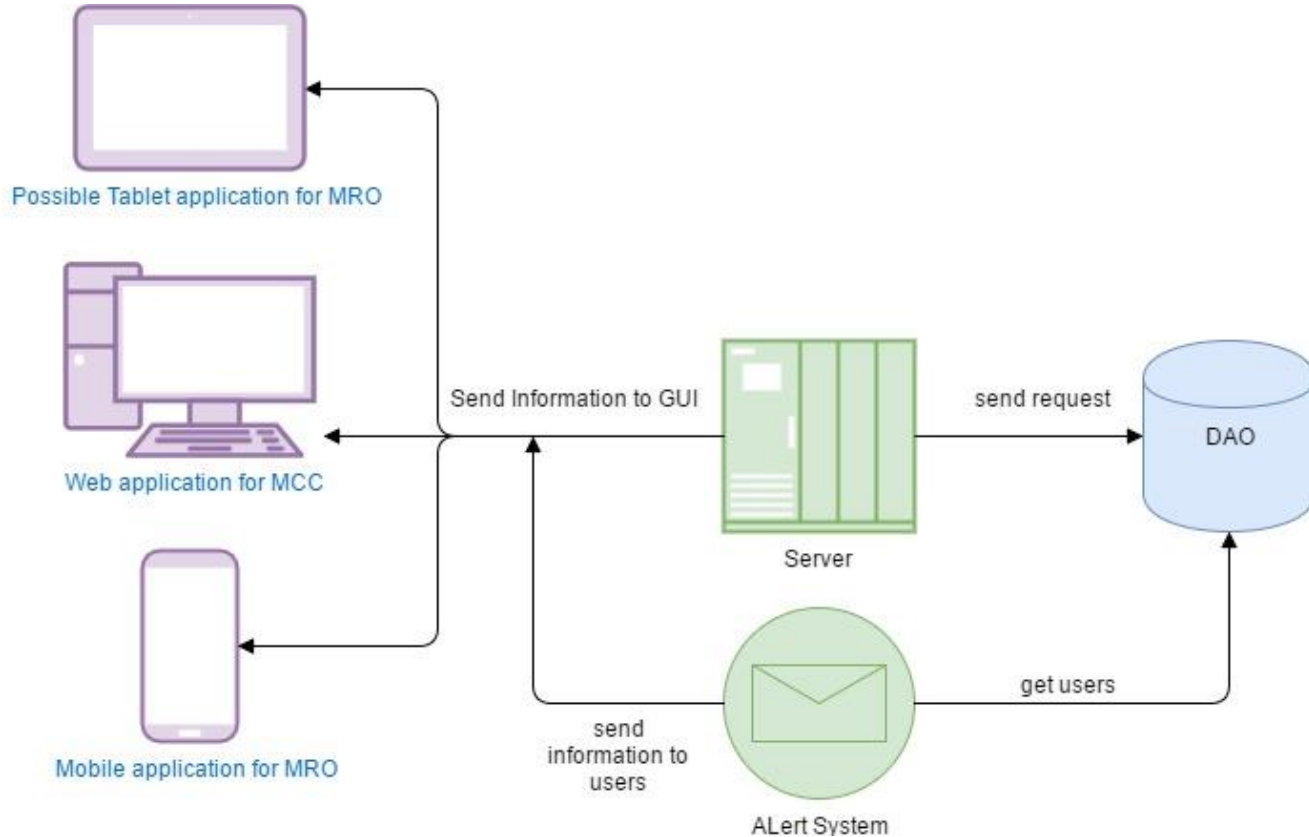 Possible Tablet application for MRO
Send Information to GUI
send request
DAO
Web application for MCC
Server
get users
send
information to
users
Mobile application for MRO
ALert System